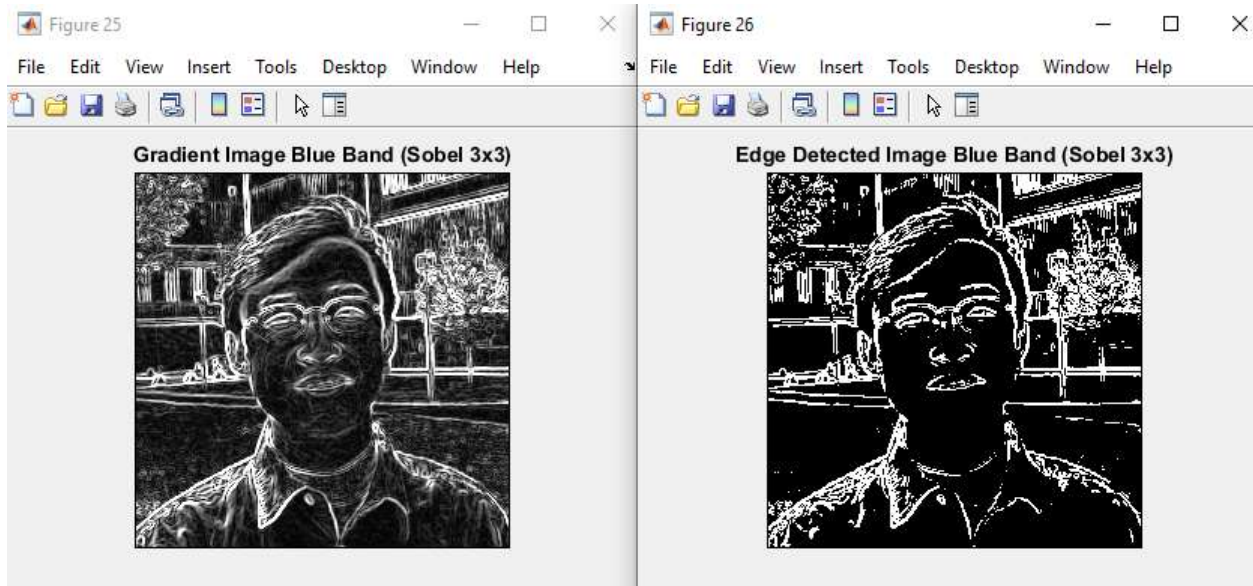 Figure 25
File Edit View Insert Tools Desktop Window Help
Gradient Image Blue Band (Sobel 3x3)
Figure 26
File Edit View Insert Tools Desktop Window Help
Edge Detected Image Blue Band (Sobel 3x3)